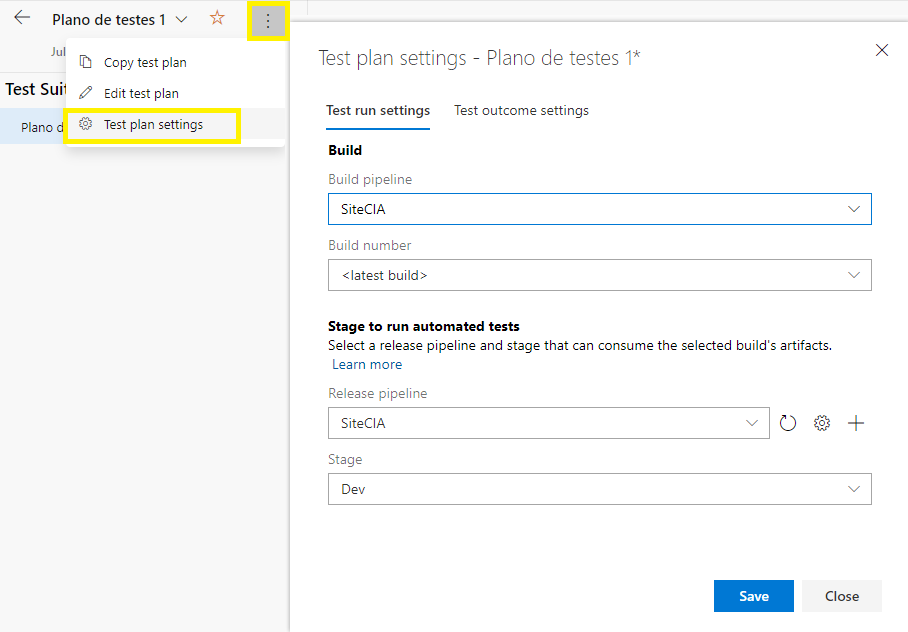 Plano de testes 1
Jul
Copy test plan
Edit test plan
Test plan settings
Test Suit
Plano d
Test plan settings - Plano de testes 1*
Test run settings
Test outcome settings
Build
Build pipeline
SiteCIA
Build number
<latest build>
Stage to run automated tests
Select a release pipeline and stage that can consume the selected build's artifacts.
Learn more
Release pipeline
SiteCIA
Stage
Dev
Save
Close